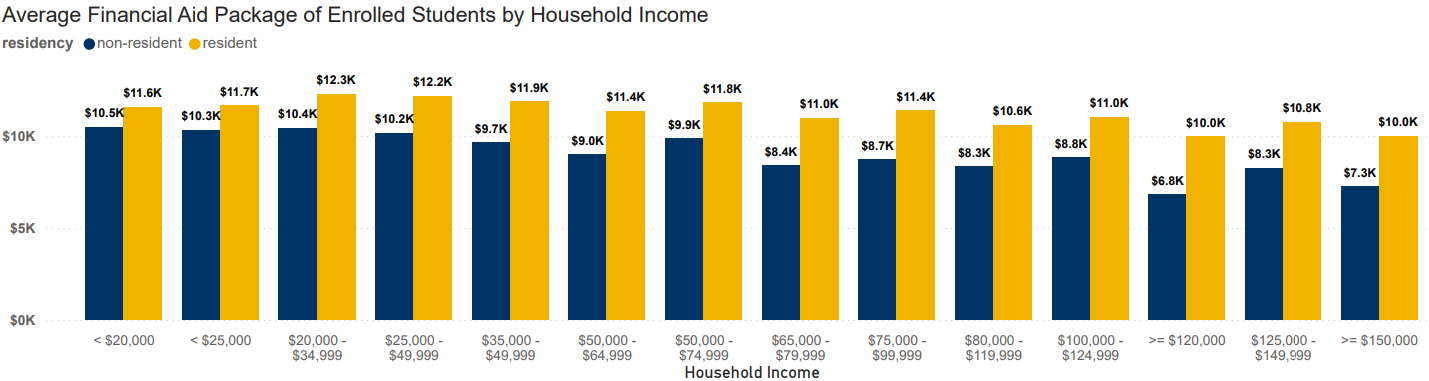 Average Financial Aid Package of Enrolled Students by Household Income
residency non-resident resident
$10K
$5K
$0K
$10.5K $11.6K
$10.3K $11.7K
$10.4K $12.3K
$10.2K $12.2K
$9.7K $11.9K
$9.0K $11.4K
$9.9K $11.8K
$8.4K $11.0K
$8.7K $11.4K
$8.3K $10.6K
$8.8K $11.0K
$6.8K $10.0K
$8.3K $10.8K
$7.3K $10.0K
< $20,000
< $25,000
$20,000 -
$34,999
$25,000 -
$49,999
$35,000 -
$49,999
$50,000 -
$64,999
$50,000 -
$74,999
$65,000 -
$79,999
$75,000 -
$99,999
$80,000 -
$119,999
$100,000 -
$124,999
>= $120,000
$125,000 -
$149,999
>= $150,000
Household Income